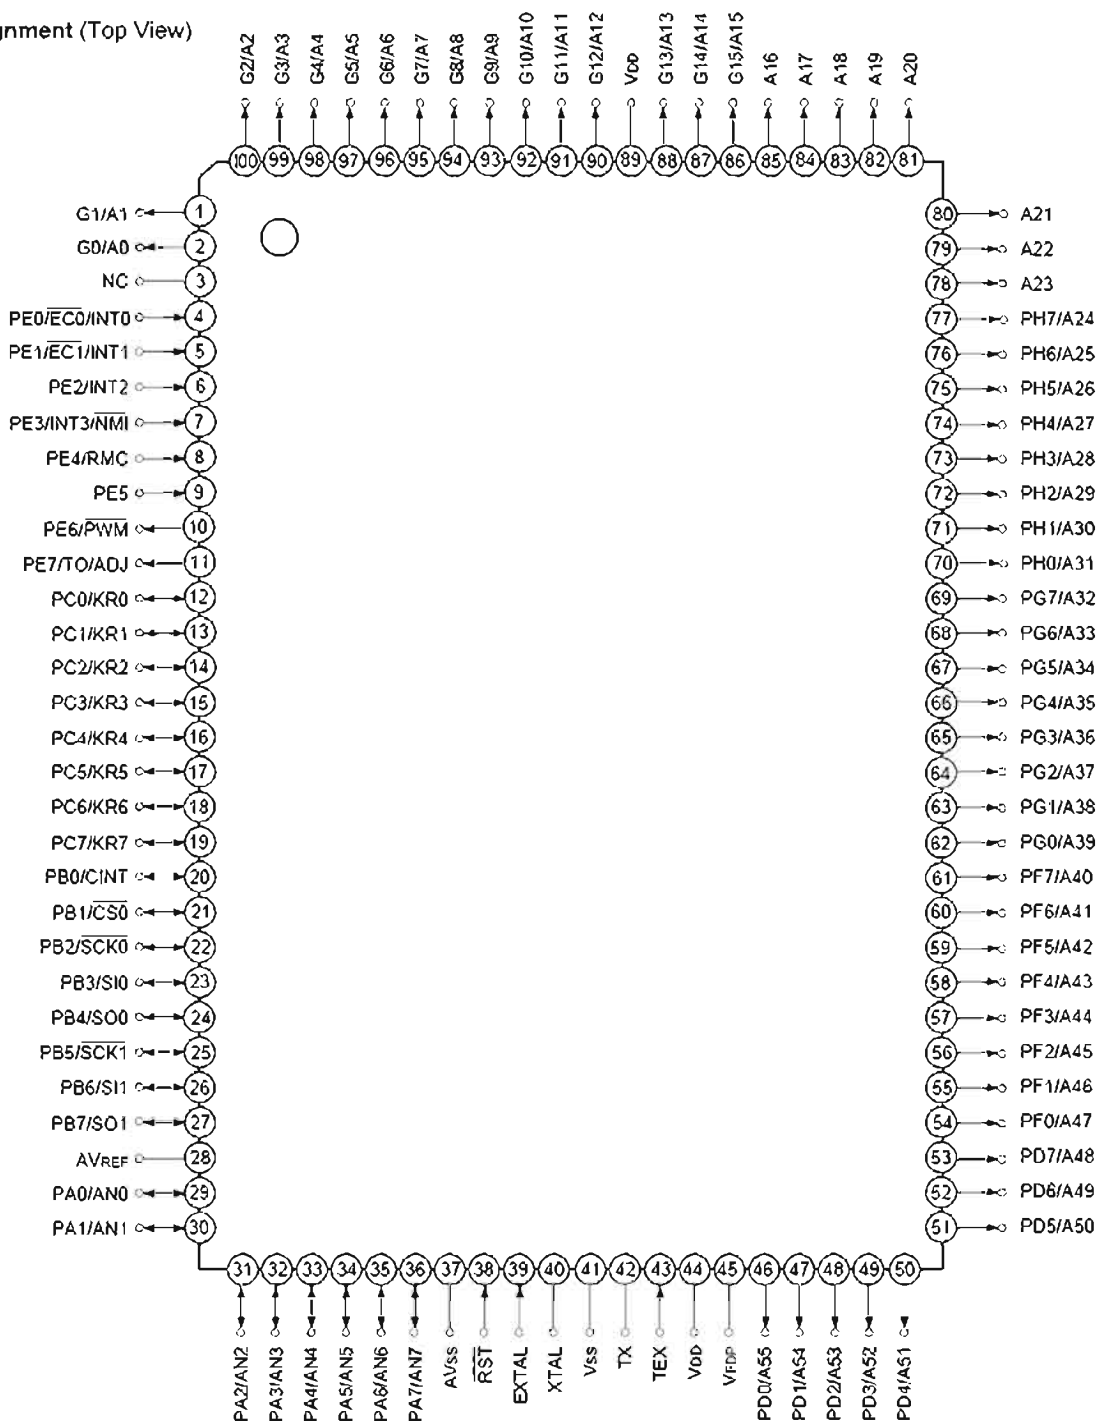 gnment (Top View)
G2/A2
G3/A3
G4/A4
G5/A5
G6/A6
G7/A7
G8/A8
G9/A9
G10/A10
G11/A11
G12/A12
VDD
G13/A13
G14/A14
G15/A15
A16
A17
A18
A19
A20
100 99 98 97 96 95 94 93 92 91 90 89 88 87 86 85 84 83 82 81
G1/A1 1
G0/A0 2
NC 3
PE0/EC0/INT0 4
PE1/EC1/INT1 5
PE2/INT2 6
PE3/INT3/NMI 7
PE4/RMC 8
PE5 9
PE6/PWM 10
PE7/TO/ADJ 11
PC0/KR0 12
PC1/KR1 13
PC2/KR2 14
PC3/KR3 15
PC4/KR4 16
PC5/KR5 17
PC6/KR6 18
PC7/KR7 19
PB0/CINT 20
PB1/CS0 21
PB2/SCK0 22
PB3/SI0 23
PB4/SO0 24
PB5/SCK1 25
PB6/SI1 26
PB7/SO1 27
AVREF 28
PA0/AN0 29
PA1/AN1 30
80 A21
79 A22
78 A23
77 PH7/A24
76 PH6/A25
75 PH5/A26
74 PH4/A27
73 PH3/A28
72 PH2/A29
71 PH1/A30
70 PH0/A31
69 PG7/A32
68 PG6/A33
67 PG5/A34
66 PG4/A35
65 PG3/A36
64 PG2/A37
63 PG1/A38
62 PG0/A39
61 PF7/A40
60 PF6/A41
59 PF5/A42
58 PF4/A43
57 PF3/A44
56 PF2/A45
55 PF1/A46
54 PF0/A47
53 PD7/A48
52 PD6/A49
51 PD5/A50
31 32 33 34 35 36 37 38 39 40 41 42 43 44 45 46 47 48 49 50
PA2/AN2
PA3/AN3
PA4/AN4
PA5/AN5
PA6/AN6
PA7/AN7
AVSS
RST
EXTAL
XTAL
VSS
TX
TEX
VDD
VFDP
PD0/A55
PD1/A54
PD2/A53
PD3/A52
PD4/A51